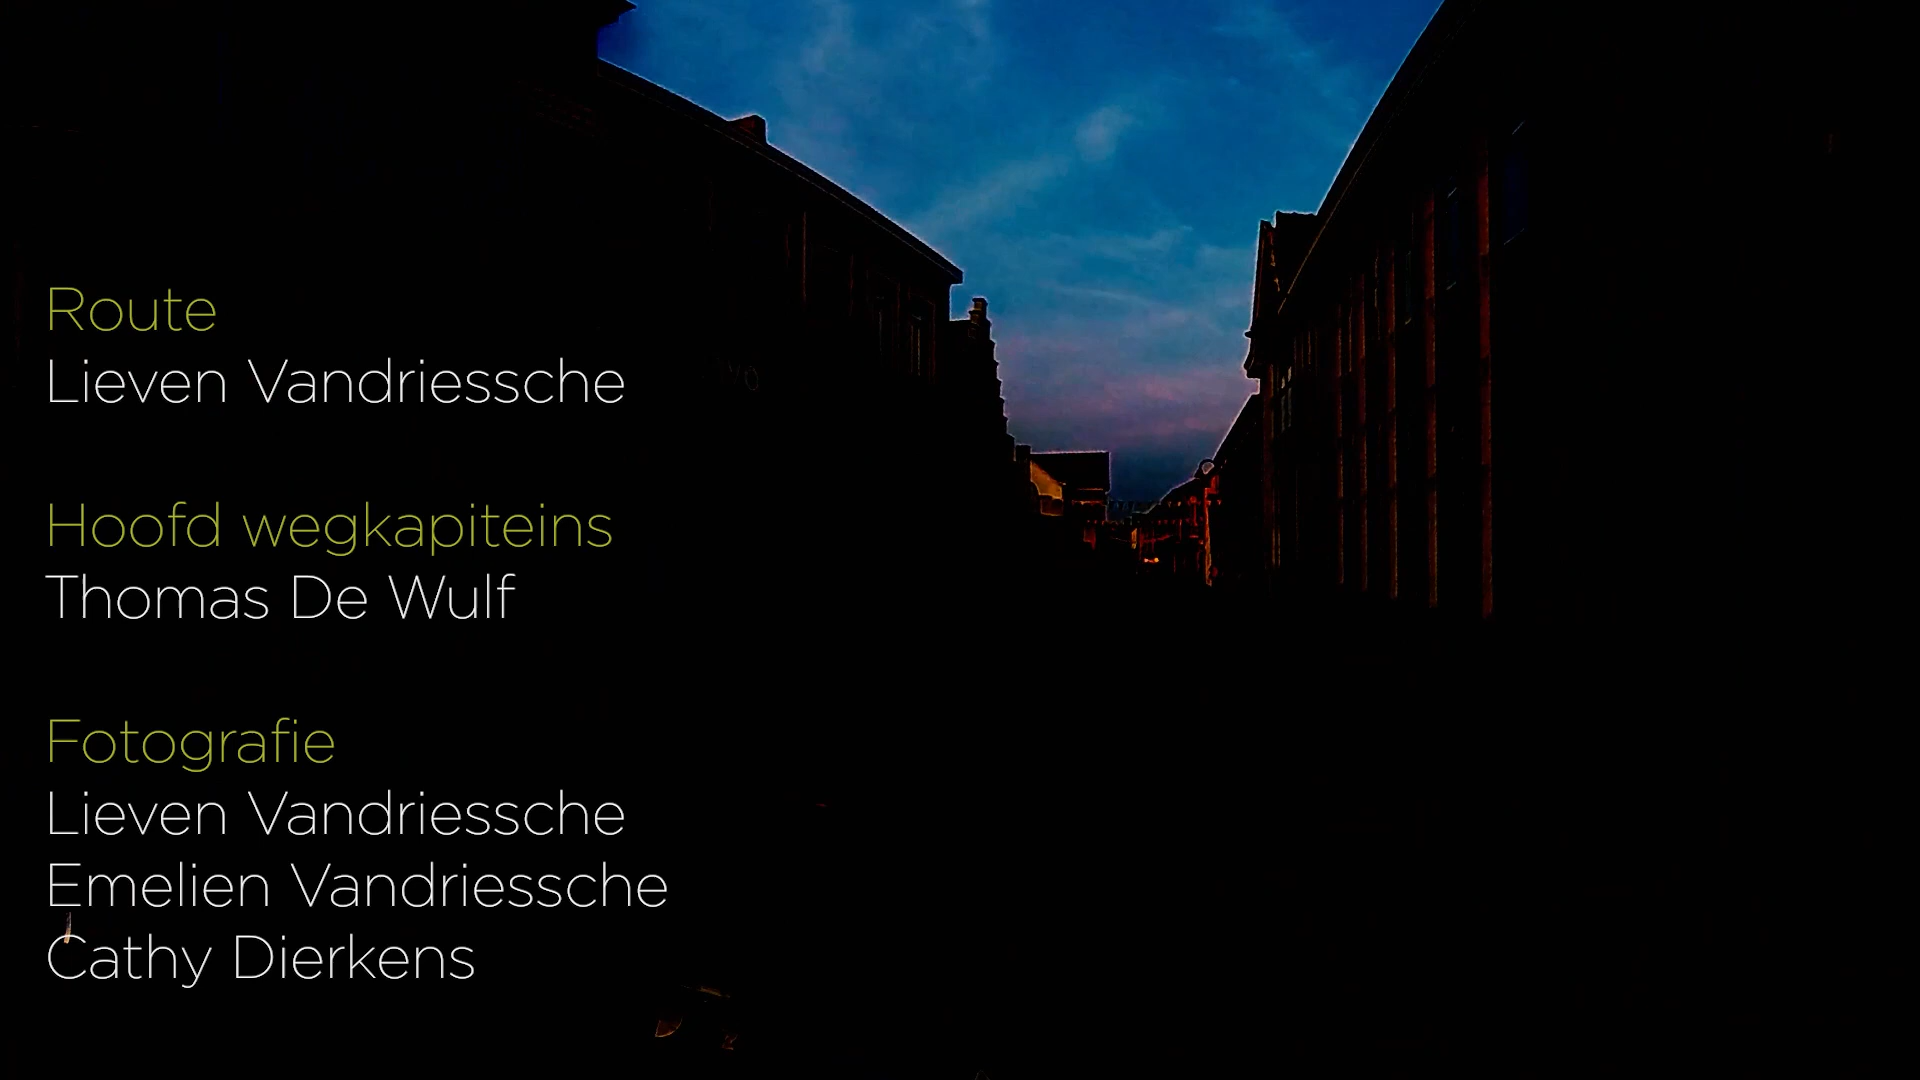 Route
Lieven Vandriessche
Hoofd wegkapiteins
Thomas De Wulf
Fotografie
Lieven Vandriessche
Emelien Vandriessche
Cathy Dierkens